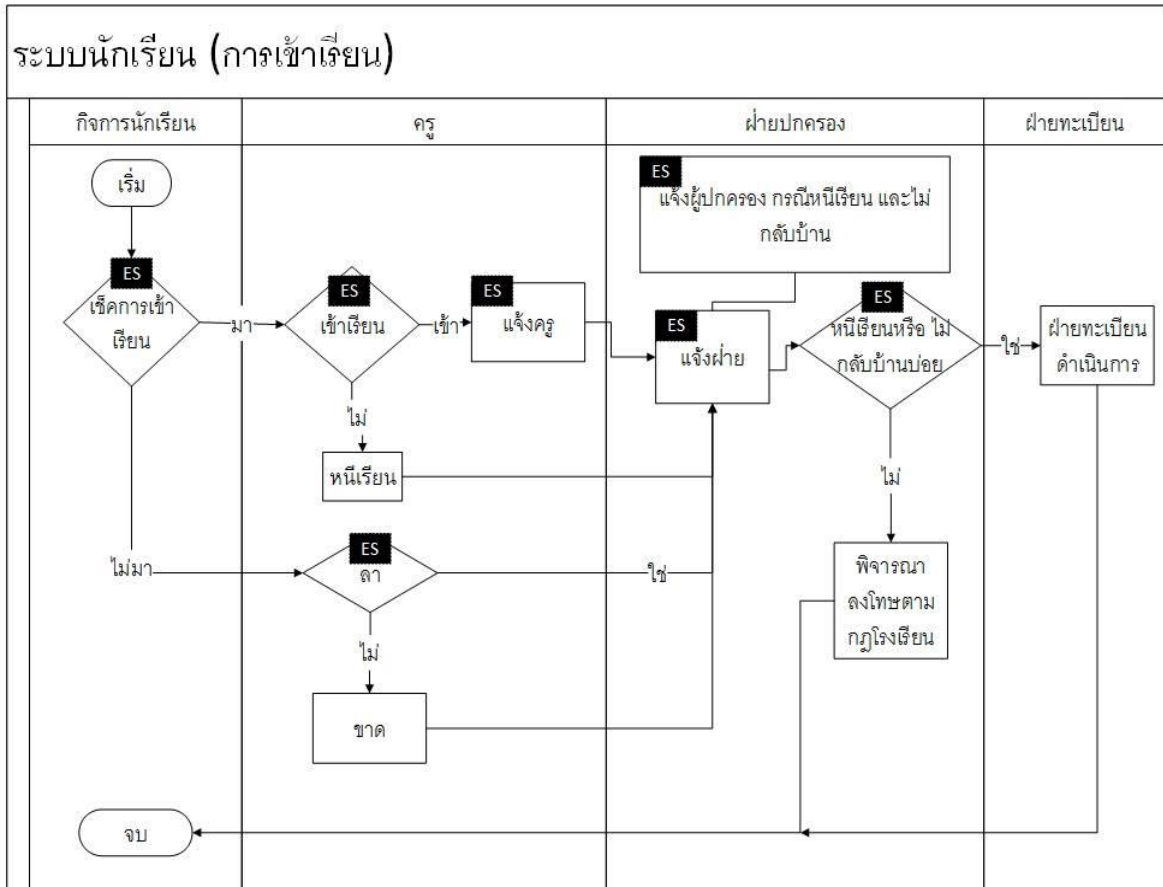 ระบบนักเรียน (การเข้าเรียน)
กิจการนักเรียน
ครู
ฝ่ายปกครอง
ฝ่ายทะเบียน
เริ่ม
ES
แจ้งผู้ปกครอง กรณีหนีเรียน และไม่
กลับบ้าน
ES
เช็คการเข้า
เรียน
มา
ES
เข้าเรียน
เข้า
ES
แจ้งครู
ES
แจ้งฝ่าย
ES
หนีเรียนหรือ ไม่
กลับบ้านบ่อย
ใช่
ฝ่ายทะเบียน
ดำเนินการ
ไม่
หนีเรียน
ไม่
ไม่มา
ES
ลา
ใช่
พิจารณา
ลงโทษตาม
กฎโรงเรียน
ไม่
ขาด
จบ